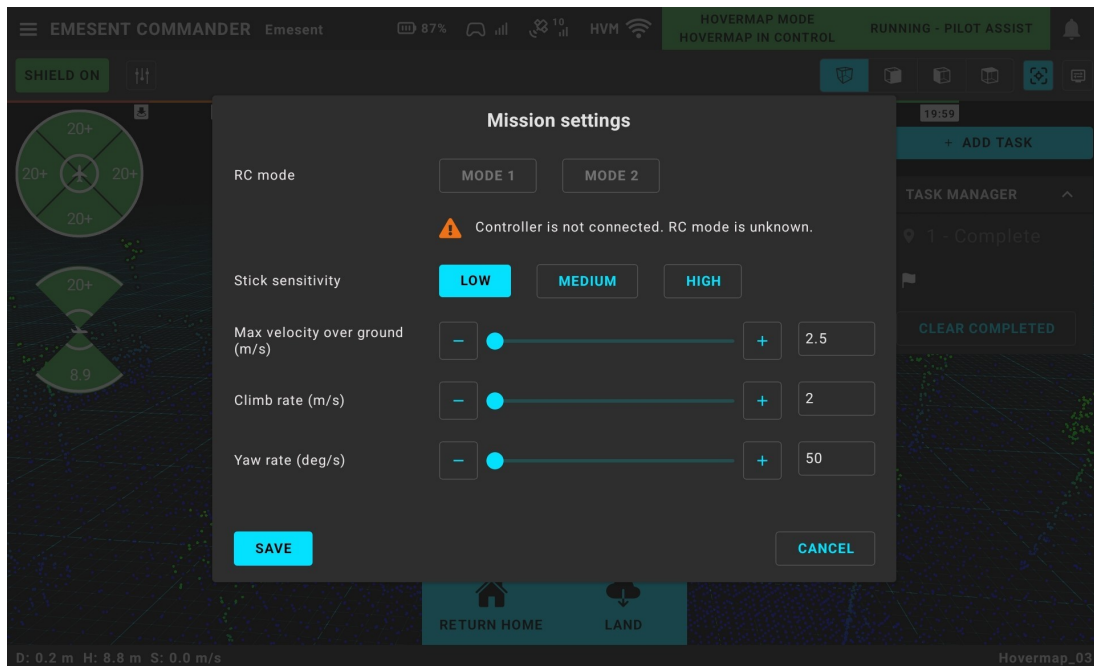 EMESENT COMMANDER Emesent 87% 10 HVM HOVERMAP MODE
HOVERMAP IN CONTROL RUNNING - PILOT ASSIST
SHIELD ON
20+
20+ 20+
20+
20+
8.9
19:59
+ ADD TASK
TASK MANAGER
1 - Complete
CLEAR COMPLETED
Mission settings
RC mode MODE 1 MODE 2
Controller is not connected. RC mode is unknown.
Stick sensitivity LOW MEDIUM HIGH
Max velocity over ground
(m/s) − + 2.5
Climb rate (m/s) − + 2
Yaw rate (deg/s) − + 50
SAVE CANCEL
RETURN HOME LAND
D: 0.2 m H: 8.8 m S: 0.0 m/s Hovermap_03